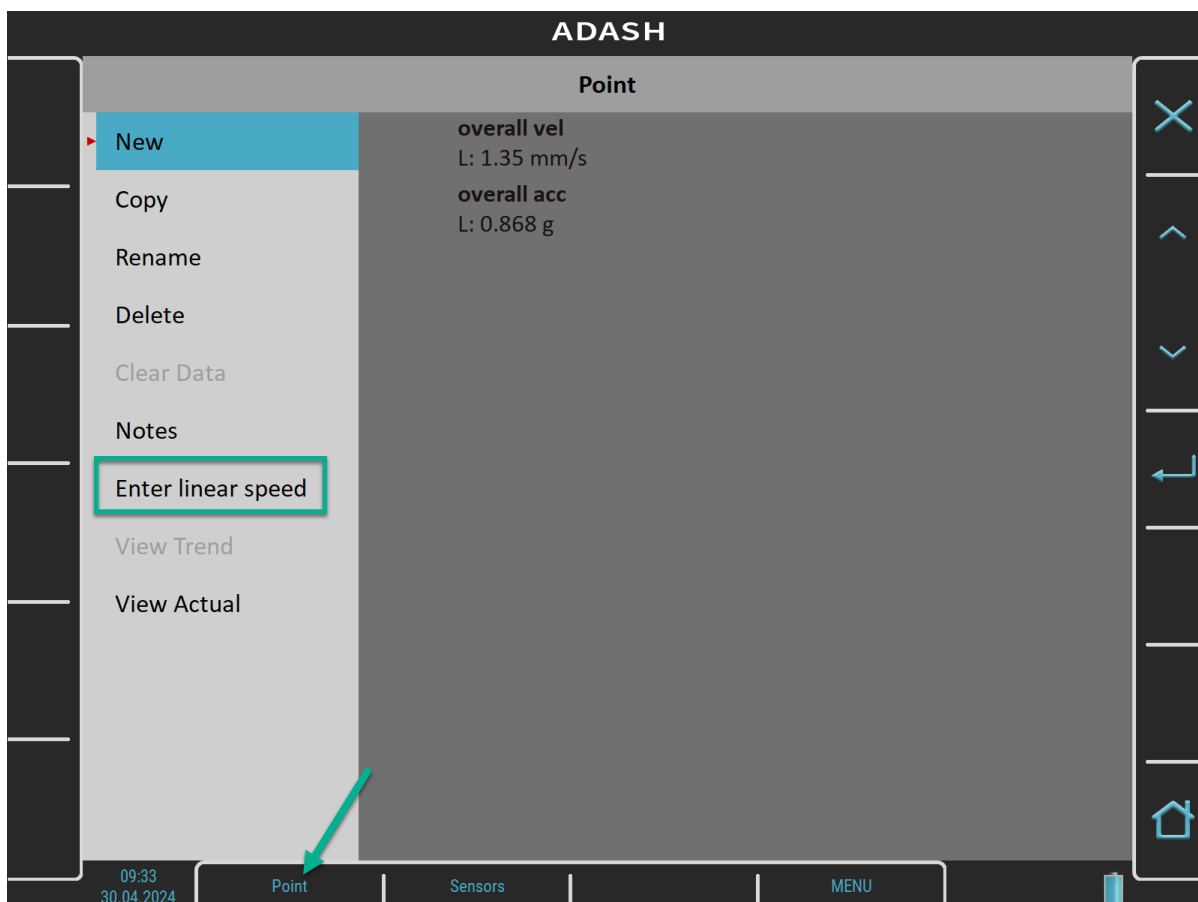 ADASH
Point
New
Copy
Rename
Delete
Clear Data
Notes
Enter linear speed
View Trend
View Actual
overall vel
L: 1.35 mm/s
overall acc
L: 0.868 g
09:33
30.04.2024
Point
Sensors
MENU